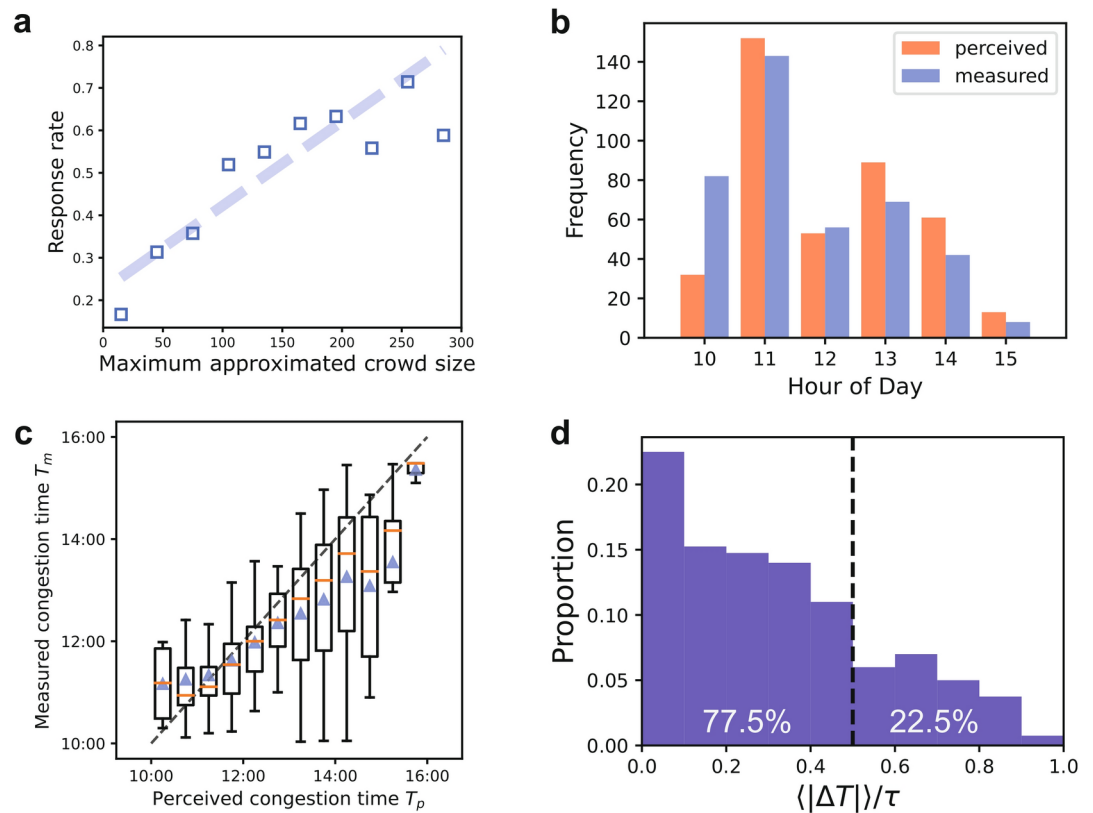 a
0.8
0.7
0.6
0.5
0.4
0.3
0.2
Response rate
0 50 100 150 200 250 300
Maximum approximated crowd size
b
140
120
100
80
60
40
20
0
Frequency
perceived
measured
10 11 12 13 14 15
Hour of Day
c
16:00
14:00
12:00
10:00
Measured congestion time Tₘ
10:00 12:00 14:00 16:00
Perceived congestion time Tₚ
d
0.20
0.15
0.10
0.05
0.00
Proportion
77.5% 22.5%
0.0 0.2 0.4 0.6 0.8 1.0
⟨|ΔT|⟩/τ